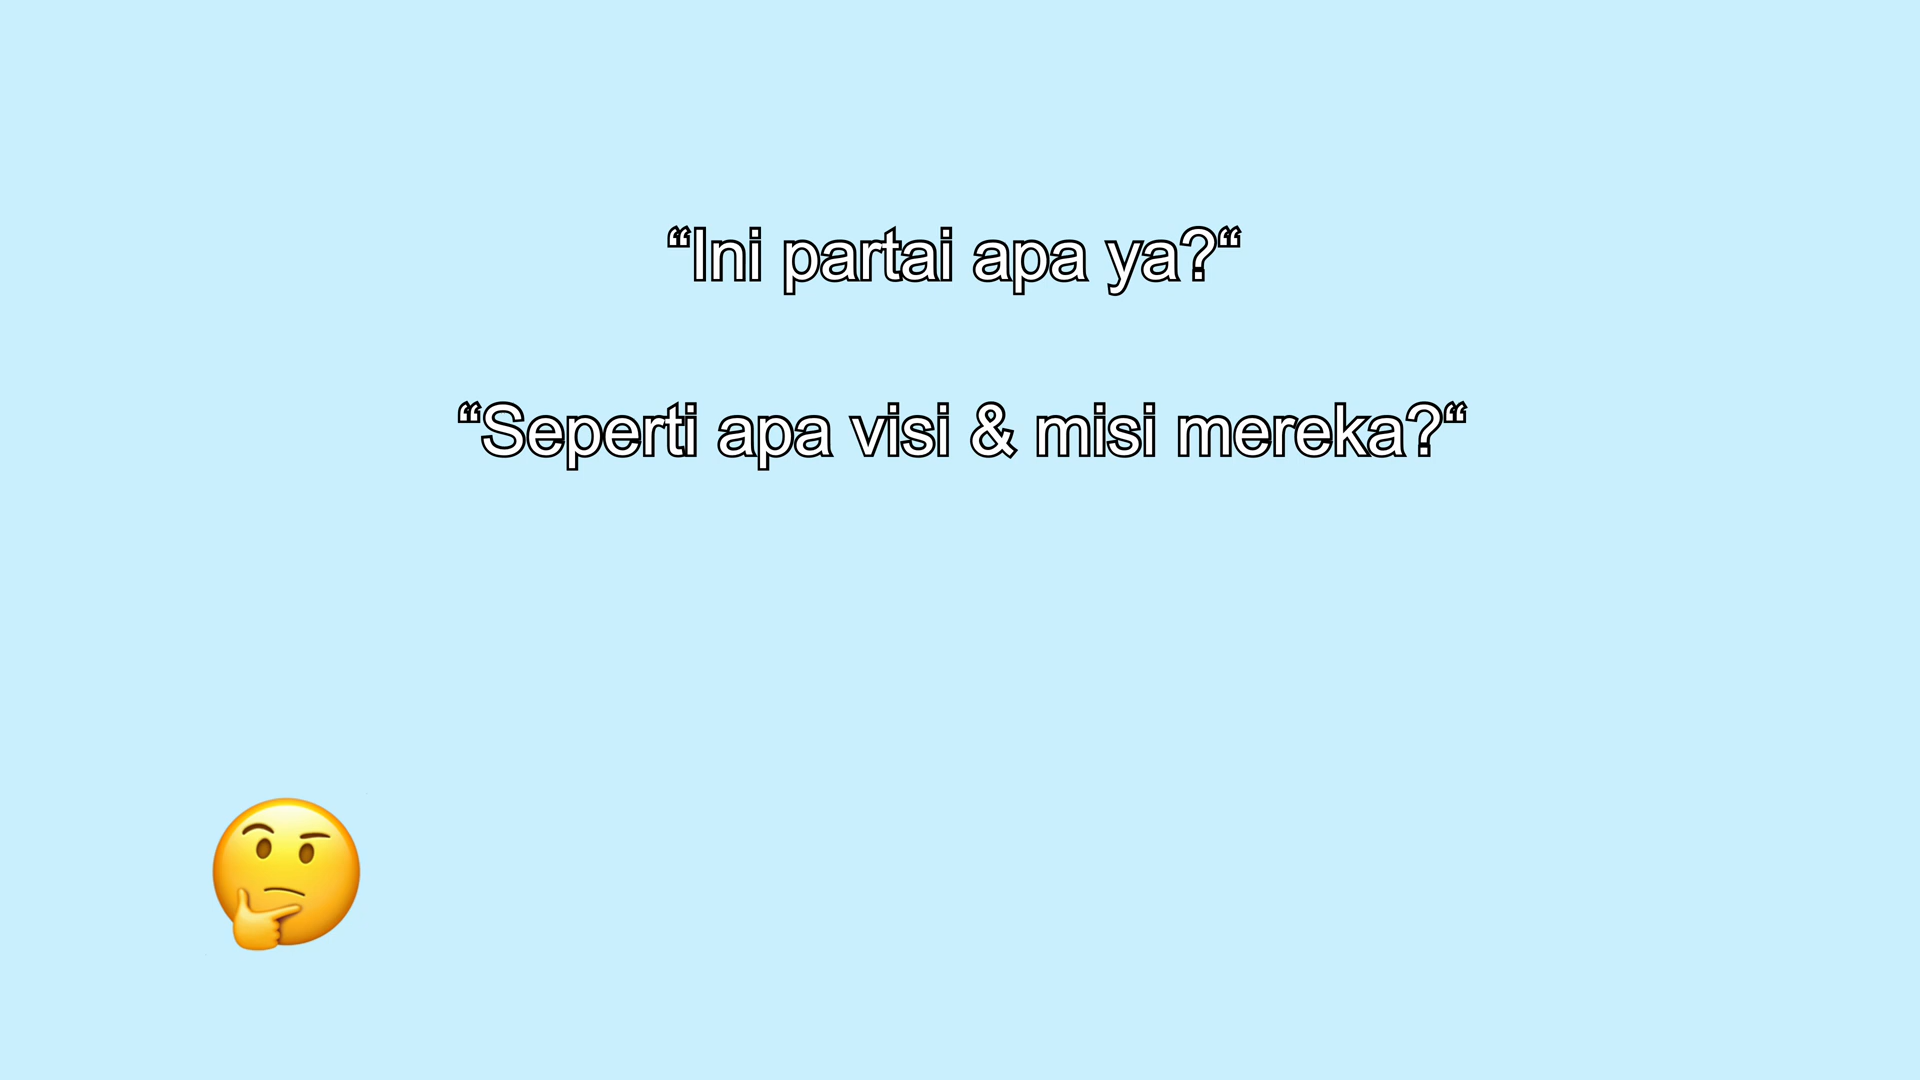 “Ini partai apa ya?“
“Seperti apa visi & misi mereka?“